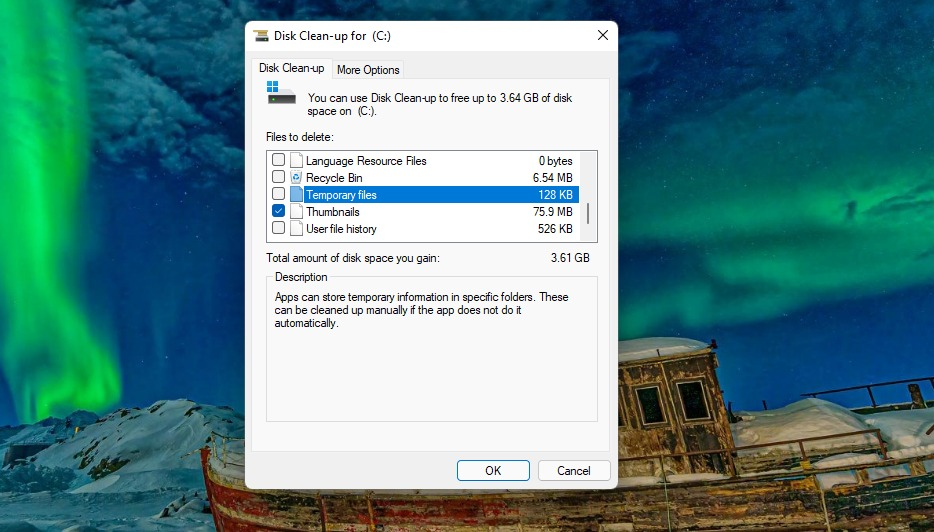 Disk Clean-up for (C:)
Disk Clean-up
More Options
You can use Disk Clean-up to free up to 3.64 GB of disk
space on (C:).
Files to delete:
Language Resource Files 0 bytes
Recycle Bin 6.54 MB
Temporary files 128 KB
Thumbnails 75.9 MB
User file history 526 KB
Total amount of disk space you gain: 3.61 GB
Description
Apps can store temporary information in specific folders. These
can be cleaned up manually if the app does not do it
automatically.
OK
Cancel